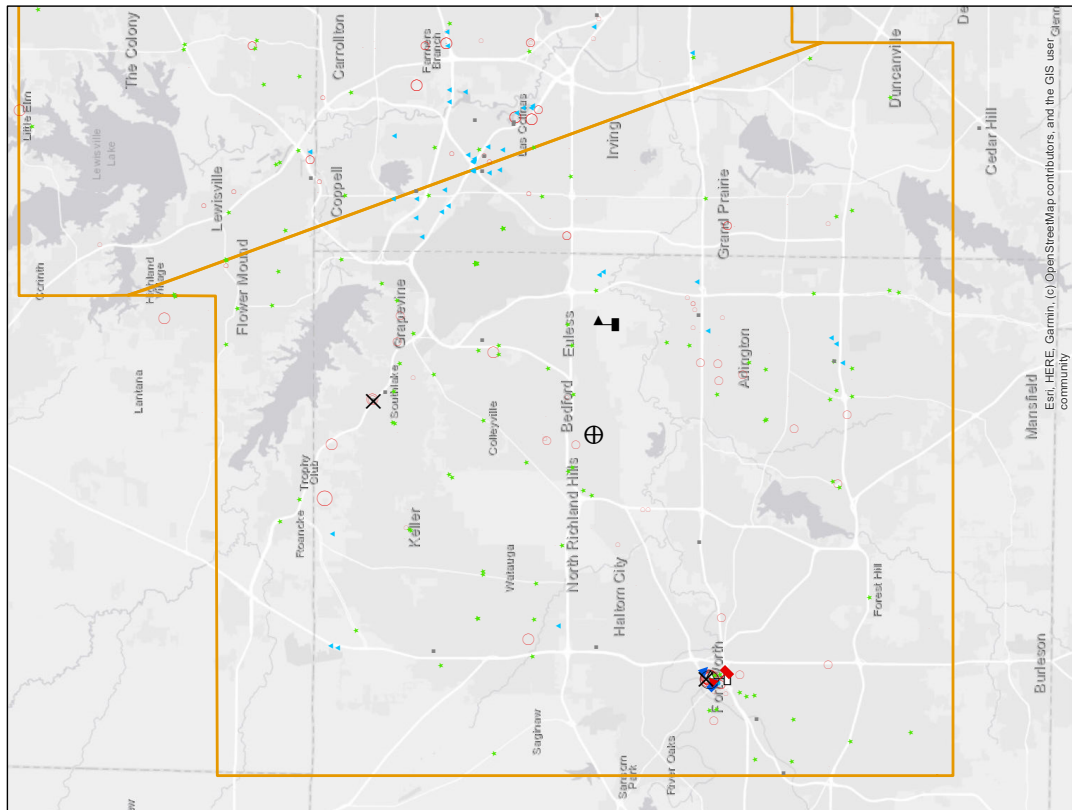 Little Elm
The Colony
Carrollton
Farmers
Branch
Lewisville
Lake
Las Colinas
Irving
Duncanville
Cedar Hill
De
Glenn
Corinth
Highland
Village
Lewisville
Coppell
Grand Prairie
Flower Mound
Lantana
Grapevine
Southlake
Euless
Bedford
Arlington
Mansfield
Colleyville
Trophy
Club
Roanoke
Keller
North Richland Hills
Watauga
Haltom City
Forest Hill
Fort Worth
Burleson
Saginaw
Sansom
Park
River Oaks
w
Esri, HERE, Garmin, (c) OpenStreetMap contributors, and the GIS user
community